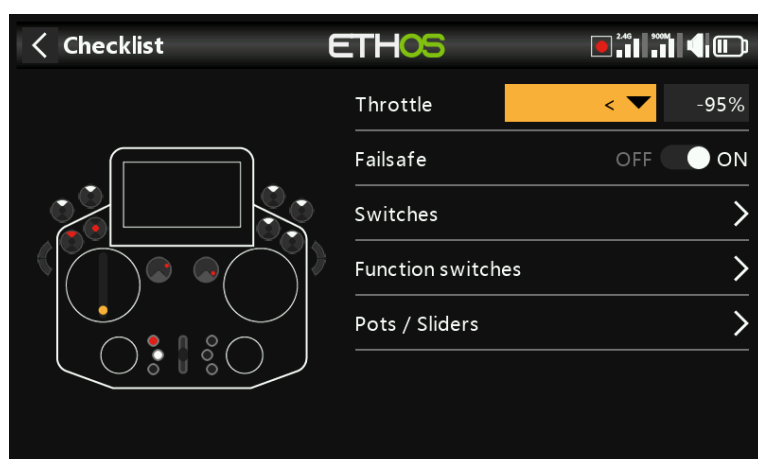 Checklist
ETHOS
2.4G 900M
Throttle < -95%
Failsafe OFF ON
Switches
Function switches
Pots / Sliders